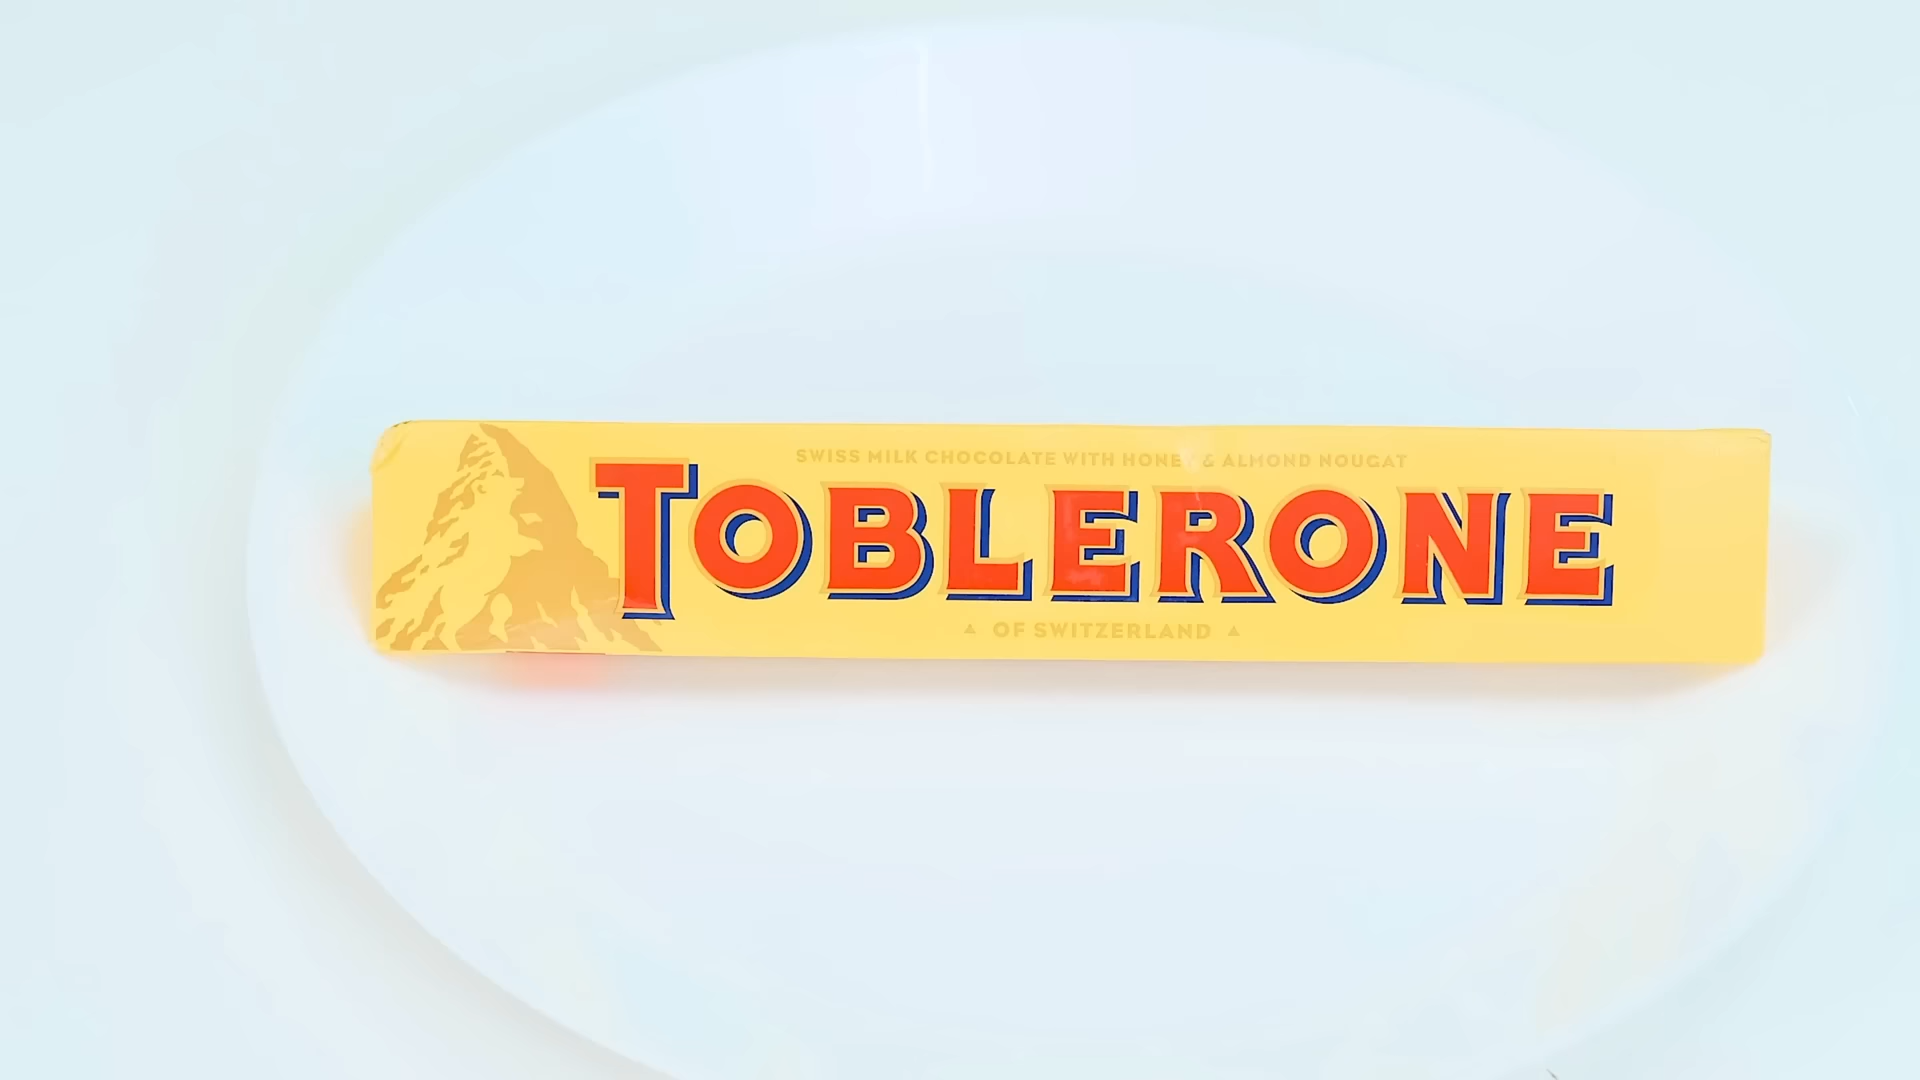 SWISS MILK CHOCOLATE WITH HONEY & ALMOND NOUGAT
TOBLERONE
OF SWITZERLAND